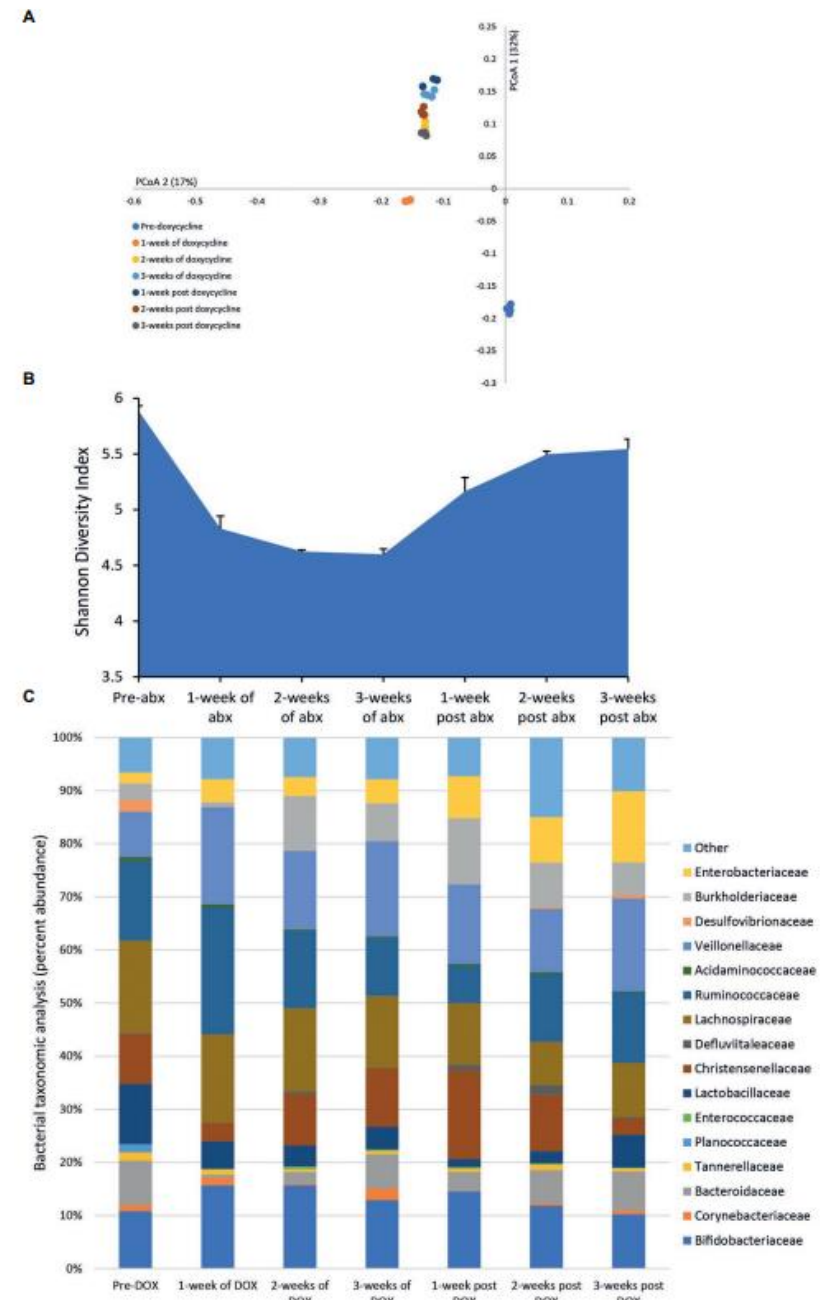 A
0.25
0.2
0.15
0.1
0.05
0
-0.05
-0.1
-0.15
-0.2
-0.25
-0.3
PCoA 1 (32%)
PCoA 2 (17%)
-0.6 -0.5 -0.4 -0.3 -0.2 -0.1 0 0.1 0.2
Pre-doxycycline
1-week of doxycycline
2-weeks of doxycycline
3-weeks of doxycycline
1-week post doxycycline
2-weeks post doxycycline
3-weeks post doxycycline
B
Shannon Diversity Index
6
5.5
5
4.5
4
3.5
Pre-abx 1-week of 2-weeks 3-weeks 1-week 2-weeks 3-weeks
abx of abx of abx post abx post abx post abx
C
Bacterial taxonomic analysis (percent abundance)
100%
90%
80%
70%
60%
50%
40%
30%
20%
10%
0%
Other
Enterobacteriaceae
Burkholderiaceae
Desulfovibrionaceae
Veillonellaceae
Acidaminococcaceae
Ruminococcaceae
Lachnospiraceae
Defluviitaleaceae
Christensenellaceae
Lactobacillaceae
Enterococcaceae
Planococcaceae
Tannerellaceae
Bacteroidaceae
Corynebacteriaceae
Bifidobacteriaceae
Pre-DOX 1-week of DOX 2-weeks of 3-weeks of 1-week post 2-weeks post 3-weeks post
DOX DOX DOX DOX DOX